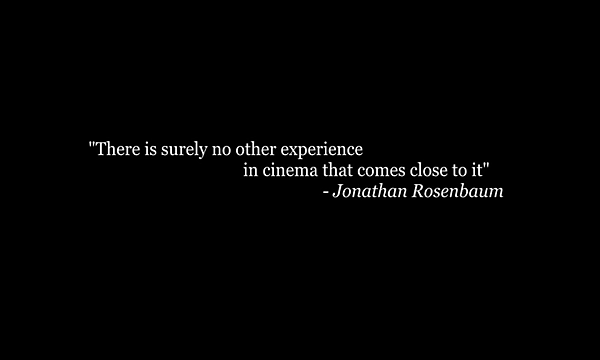 "There is surely no other experience
in cinema that comes close to it"
- Jonathan Rosenbaum